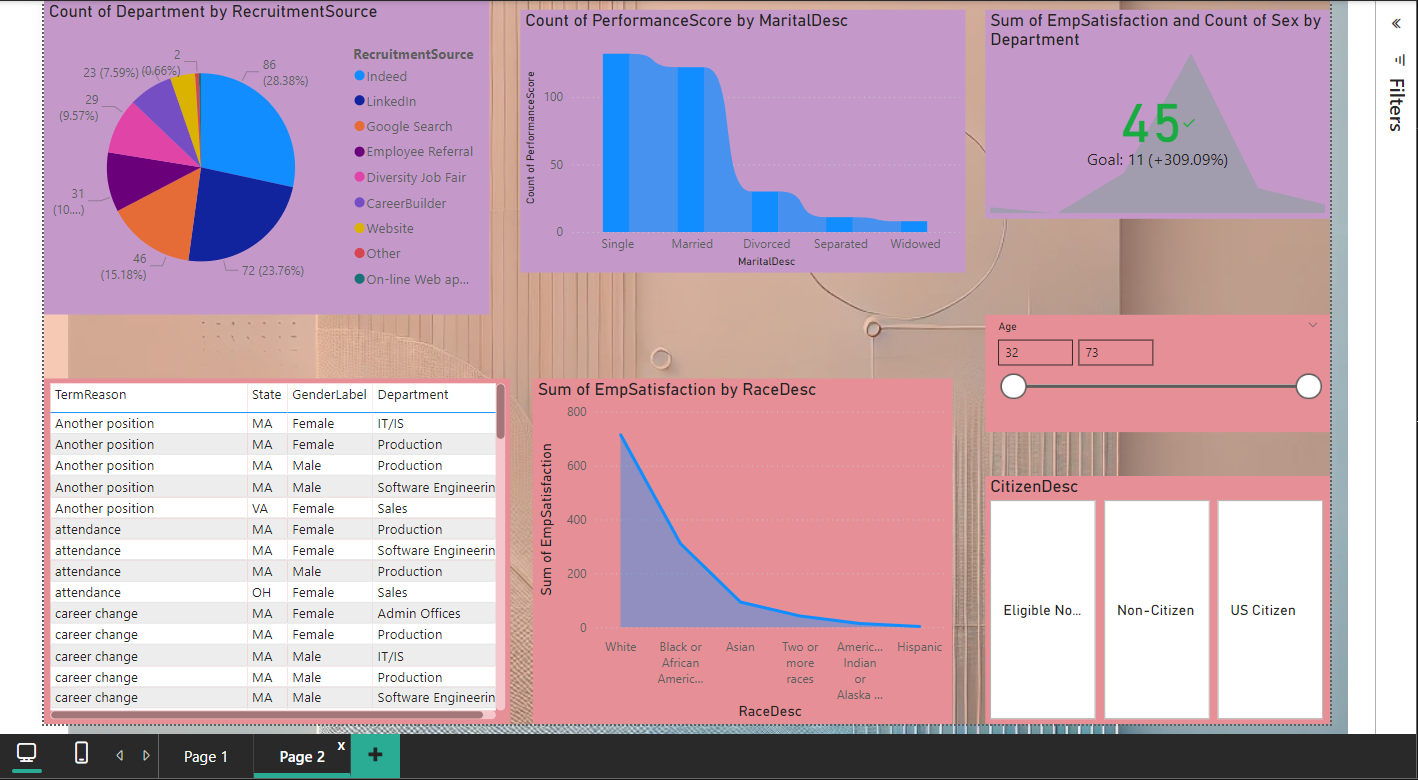 Count of Department by RecruitmentSource
2
(0.66%)
23 (7.59%)
29
(9.57%)
31
(10....)
46
(15.18%)
72 (23.76%)
86
(28.38%)
RecruitmentSource
Indeed
LinkedIn
Google Search
Employee Referral
Diversity Job Fair
CareerBuilder
Website
Other
On-line Web ap...
Count of PerformanceScore by MaritalDesc
Count of PerformanceScore
100
50
0
Single Married Divorced Separated Widowed
MaritalDesc
Sum of EmpSatisfaction and Count of Sex by
Department
45
Goal: 11 (+309.09%)
Filters
Age
32 73
TermReason State GenderLabel Department
Another position MA Female IT/IS
Another position MA Female Production
Another position MA Male Production
Another position MA Male Software Engineerin
Another position VA Female Sales
attendance MA Female Production
attendance MA Female Software Engineerin
attendance MA Male Production
attendance OH Female Sales
career change MA Female Admin Offices
career change MA Female Production
career change MA Male IT/IS
career change MA Male Production
career change MA Male Software Engineerin
Sum of EmpSatisfaction by RaceDesc
Sum of EmpSatisfaction
800
600
400
200
0
White
Black or
African
Americ...
Asian
Two or
more
races
Americ...
Indian
or
Alaska ...
Hispanic
RaceDesc
CitizenDesc
Eligible No... Non-Citizen US Citizen
Page 1 Page 2 x +